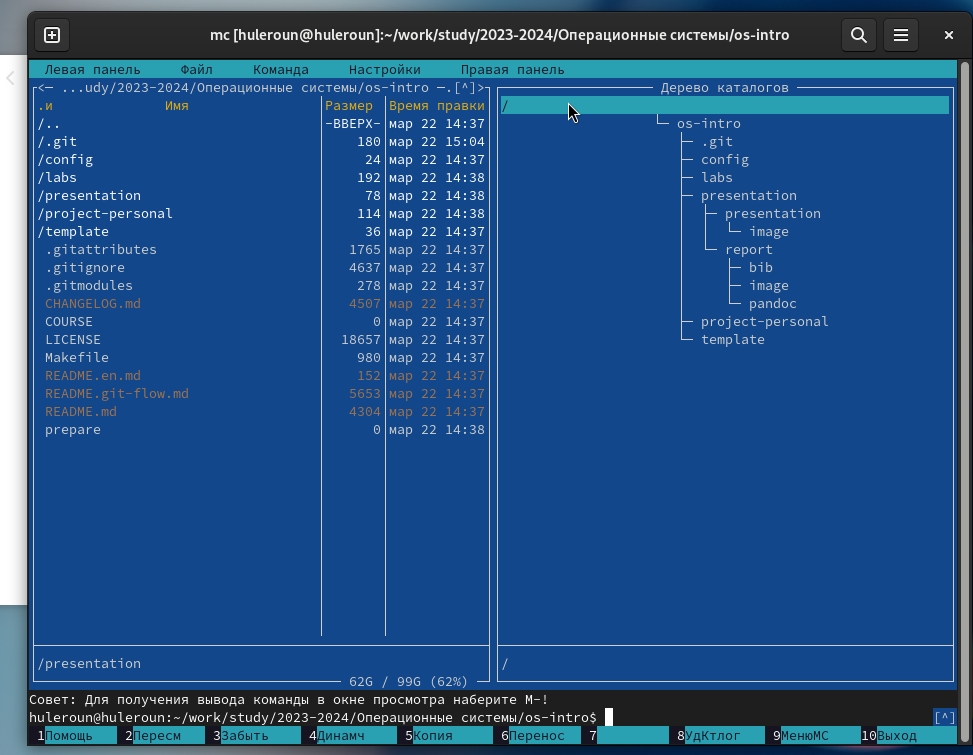 mc [huleroun@huleroun]:~/work/study/2023-2024/Операционные системы/os-intro
Левая панель Файл Команда Настройки Правая панель
<— ...udy/2023-2024/Операционные системы/os-intro —.[^]>
.и Имя Размер Время правки
/.. -ВВЕРХ- мар 22 14:37
/.git 180 мар 22 15:04
/config 24 мар 22 14:37
/labs 192 мар 22 14:38
/presentation 78 мар 22 14:38
/project-personal 114 мар 22 14:38
/template 36 мар 22 14:37
.gitattributes 1765 мар 22 14:37
.gitignore 4637 мар 22 14:37
.gitmodules 278 мар 22 14:37
CHANGELOG.md 4507 мар 22 14:37
COURSE 0 мар 22 14:37
LICENSE 18657 мар 22 14:37
Makefile 980 мар 22 14:37
README.en.md 152 мар 22 14:37
README.git-flow.md 5653 мар 22 14:37
README.md 4304 мар 22 14:37
prepare 0 мар 22 14:38
/presentation
62G / 99G (62%)
Дерево каталогов
/
os-intro
.git
config
labs
presentation
presentation
image
report
bib
image
pandoc
project-personal
template
/
Совет: Для получения вывода команды в окне просмотра наберите M-!
huleroun@huleroun:~/work/study/2023-2024/Операционные системы/os-intro$ [^]
1Помощь 2Пересм 3Забыть 4Динамч 5Копия 6Перенос 7 8УдКтлог 9МенюMC 10Выход